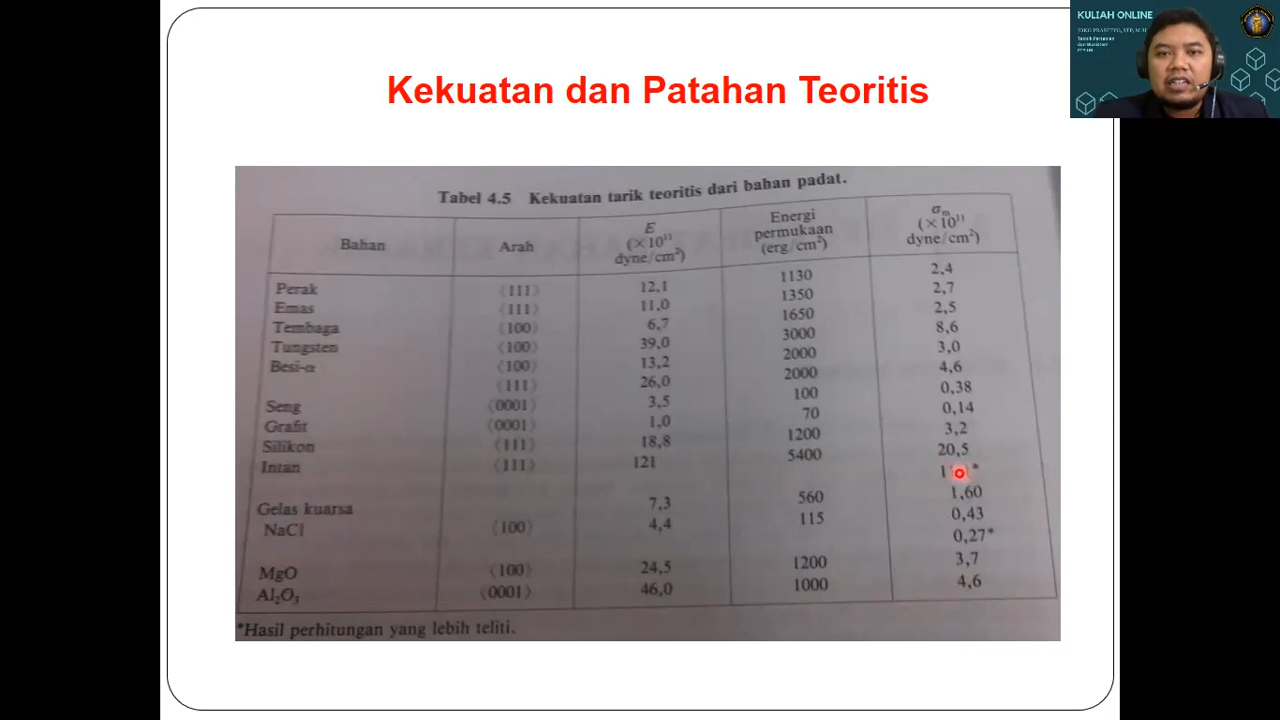 Kekuatan dan Patahan Teoritis
KULIAH ONLINE
Tabel 4.5 Kekuatan tarik teoritis dari bahan padat.
Bahan Arah E (×10¹¹ dyne/cm²) Energi permukaan (erg/cm²) σm (×10¹¹ dyne/cm²)
Perak ⟨111⟩ 12,1 1130 2,4
Emas ⟨111⟩ 11,0 1350 2,7
Tembaga ⟨100⟩ 6,7 1650 2,5
Tungsten ⟨100⟩ 39,0 3000 8,6
Besi-α ⟨100⟩ 13,2 2000 3,0
⟨111⟩ 26,0 2000 4,6
Seng ⟨0001⟩ 3,5 100 0,38
Grafit ⟨0001⟩ 1,0 70 0,14
Silikon ⟨111⟩ 18,8 1200 3,2
Intan ⟨111⟩ 121 5400 20,5
Gelas kuarsa 7,3 560 1,60
NaCl ⟨100⟩ 4,4 115 0,43
0,27*
MgO ⟨100⟩ 24,5 1200 3,7
Al₂O₃ ⟨0001⟩ 46,0 1000 4,6
*Hasil perhitungan yang lebih teliti.